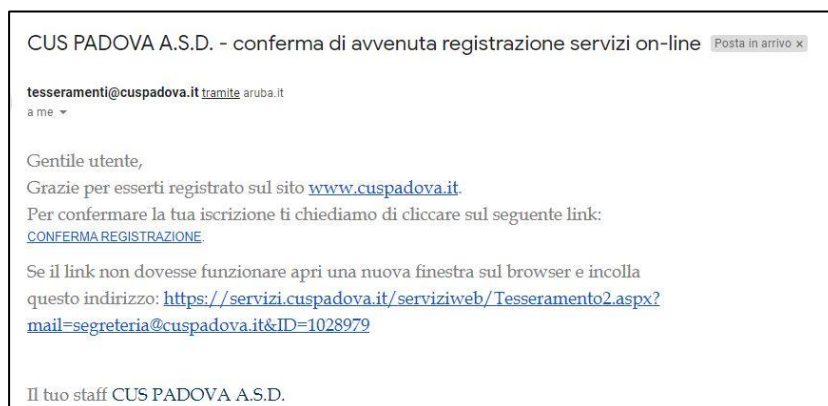 CUS PADOVA A.S.D. - conferma di avvenuta registrazione servizi on-line Posta in arrivo x
tesseramenti@cuspadova.it tramite aruba.it
a me
Gentile utente,
Grazie per esserti registrato sul sito www.cuspadova.it.
Per confermare la tua iscrizione ti chiediamo di cliccare sul seguente link:
CONFERMA REGISTRAZIONE.
Se il link non dovesse funzionare apri una nuova finestra sul browser e incolla
questo indirizzo: https://servizi.cuspadova.it/serviziweb/Tesseramento2.aspx?
mail=segreteria@cuspadova.it&ID=1028979
Il tuo staff CUS PADOVA A.S.D.